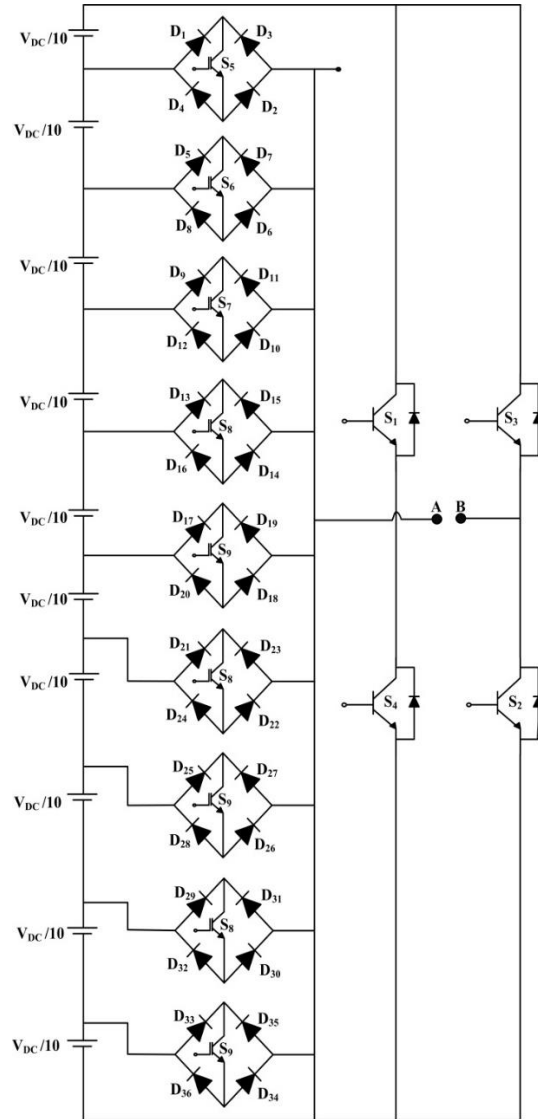 V_DC/10
D_1
D_3
S_5
D_4
D_2
V_DC/10
D_5
D_7
S_6
D_8
D_6
V_DC/10
D_9
D_11
S_7
D_12
D_10
V_DC/10
D_13
D_15
S_8
D_16
D_14
S_1
S_3
V_DC/10
D_17
D_19
S_9
D_20
D_18
A
B
V_DC/10
D_21
D_23
S_8
V_DC/10
D_24
D_22
S_4
S_2
D_25
D_27
V_DC/10
S_9
D_28
D_26
D_29
D_31
V_DC/10
S_8
D_32
D_30
D_33
D_35
V_DC/10
S_9
D_36
D_34